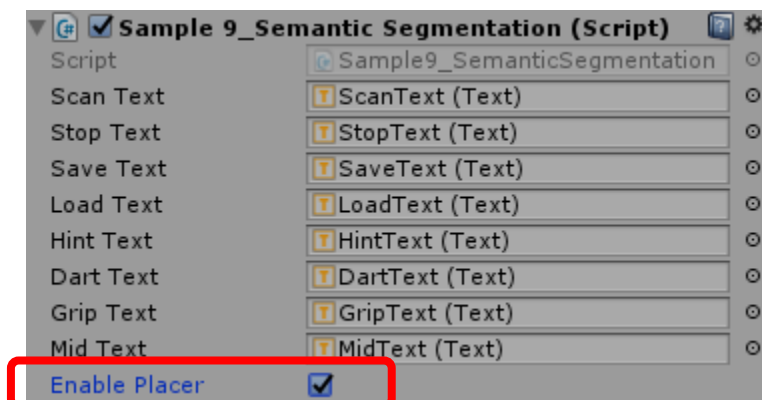 Sample 9_Semantic Segmentation (Script)
Script Sample9_SemanticSegmentation
Scan Text ScanText (Text)
Stop Text StopText (Text)
Save Text SaveText (Text)
Load Text LoadText (Text)
Hint Text HintText (Text)
Dart Text DartText (Text)
Grip Text GripText (Text)
Mid Text MidText (Text)
Enable Placer